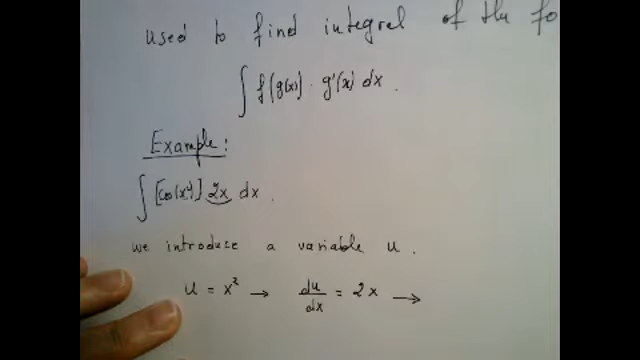 used to find integral of the fo
∫ f(g(x)) · g'(x) dx .
Example :
∫ [cos(x²)] 2x dx .
we introduce a variable u .
u = x² → du/dx = 2x →